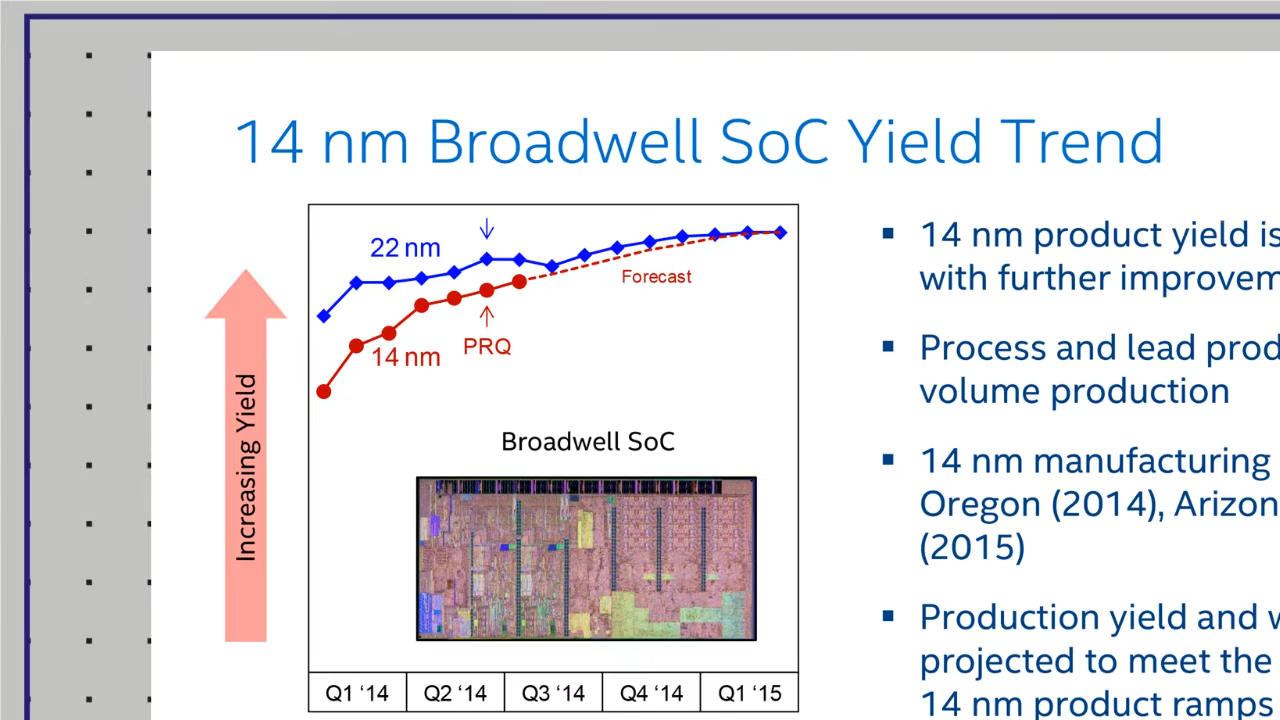 14 nm Broadwell SoC Yield Trend
22 nm
Forecast
14 nm
PRQ
Increasing Yield
Broadwell SoC
Q1 ‘14
Q2 ‘14
Q3 ‘14
Q4 ‘14
Q1 ‘15
▪ 14 nm product yield is
with further improvem
▪ Process and lead prod
volume production
▪ 14 nm manufacturing
Oregon (2014), Arizon
(2015)
▪ Production yield and w
projected to meet the
14 nm product ramps